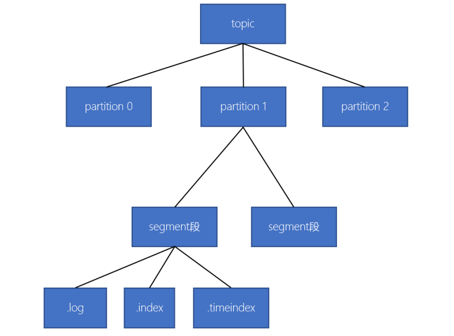 topic
partition 0
partition 1
partition 2
segment段
segment段
.log
.index
.timeindex